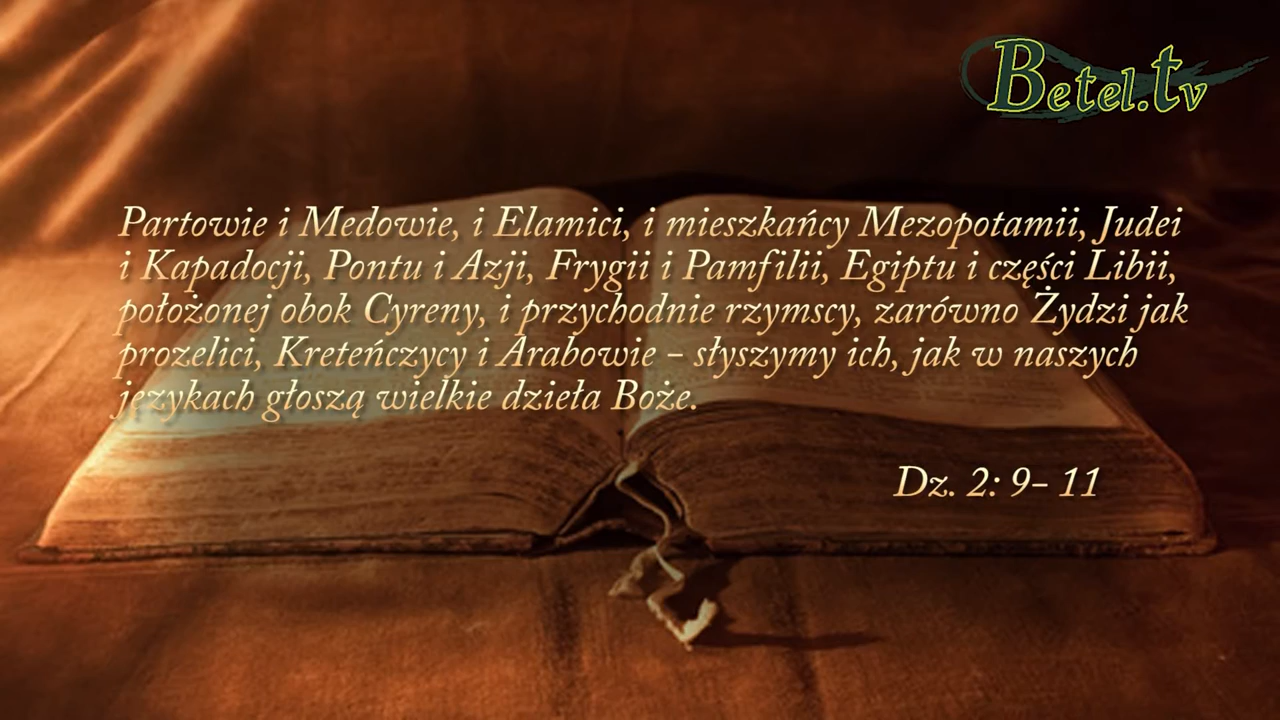 Betel.tv
Partowie i Medowie, i Elamici, i mieszkańcy Mezopotamii, Judei
i Kapadocji, Pontu i Azji, Frygii i Pamfilii, Egiptu i części Libii,
położonej obok Cyreny, i przychodnie rzymscy, zarówno Żydzi jak
prozelici, Kreteńczycy i Arabowie – słyszymy ich, jak w naszych
językach głoszą wielkie dzieła Boże.
Dz. 2: 9– 11